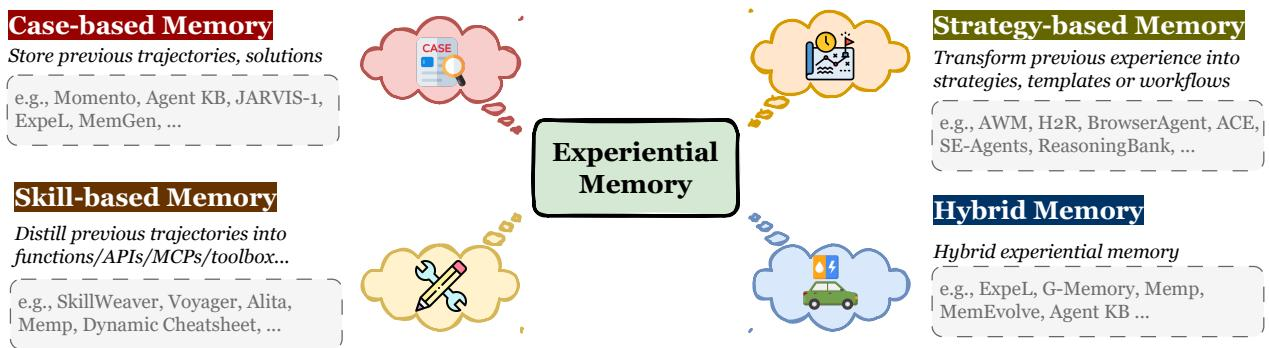 Case-based Memory
Store previous trajectories, solutions
e.g., Momento, Agent KB, JARVIS-1,
ExpeL, MemGen, ...
Skill-based Memory
Distill previous trajectories into
functions/APIs/MCPs/toolbox...
e.g., SkillWeaver, Voyager, Alita,
Memp, Dynamic Cheatsheet, ...
CASE
Experiential
Memory
Strategy-based Memory
Transform previous experience into
strategies, templates or workflows
e.g., AWM, H2R, BrowserAgent, ACE,
SE-Agents, ReasoningBank, ...
Hybrid Memory
Hybrid experiential memory
e.g., ExpeL, G-Memory, Memp,
MemEvolve, Agent KB ...